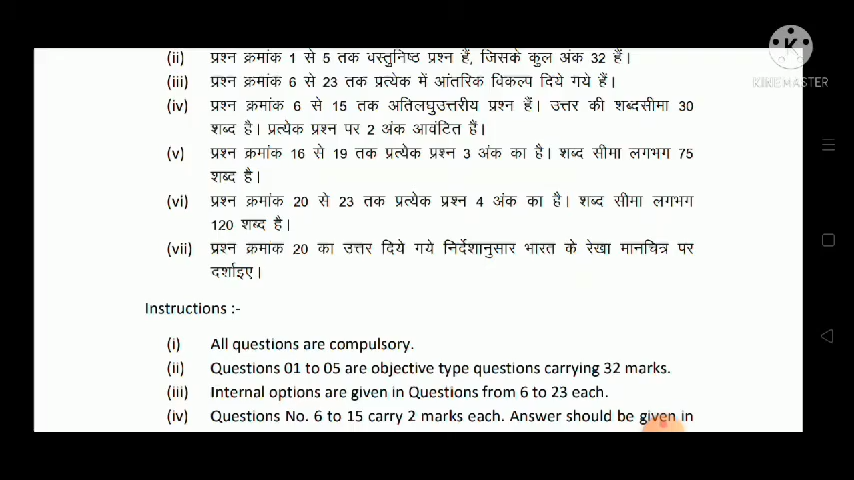 (ii) प्रश्न क्रमांक 1 से 5 तक वस्तुनिष्ठ प्रश्न हैं, जिसके कुल अंक 32 हैं।
(iii) प्रश्न क्रमांक 6 से 23 तक प्रत्येक में आंतरिक विकल्प दिये गये हैं।
(iv) प्रश्न क्रमांक 6 से 15 तक अतिलघुउत्तरीय प्रश्न हैं। उत्तर की शब्दसीमा 30
शब्द है। प्रत्येक प्रश्न पर 2 अंक आवंटित हैं।
(v) प्रश्न क्रमांक 16 से 19 तक प्रत्येक प्रश्न 3 अंक का है। शब्द सीमा लगभग 75
शब्द है।
(vi) प्रश्न क्रमांक 20 से 23 तक प्रत्येक प्रश्न 4 अंक का है। शब्द सीमा लगभग
120 शब्द है।
(vii) प्रश्न क्रमाक 20 का उत्तर दिये गये निर्देशानुसार भारत के रेखा मानचित्र पर
दर्शाइए।
Instructions :-
(i) All questions are compulsory.
(ii) Questions 01 to 05 are objective type questions carrying 32 marks.
(iii) Internal options are given in Questions from 6 to 23 each.
(iv) Questions No. 6 to 15 carry 2 marks each. Answer should be given in
KINEMASTER